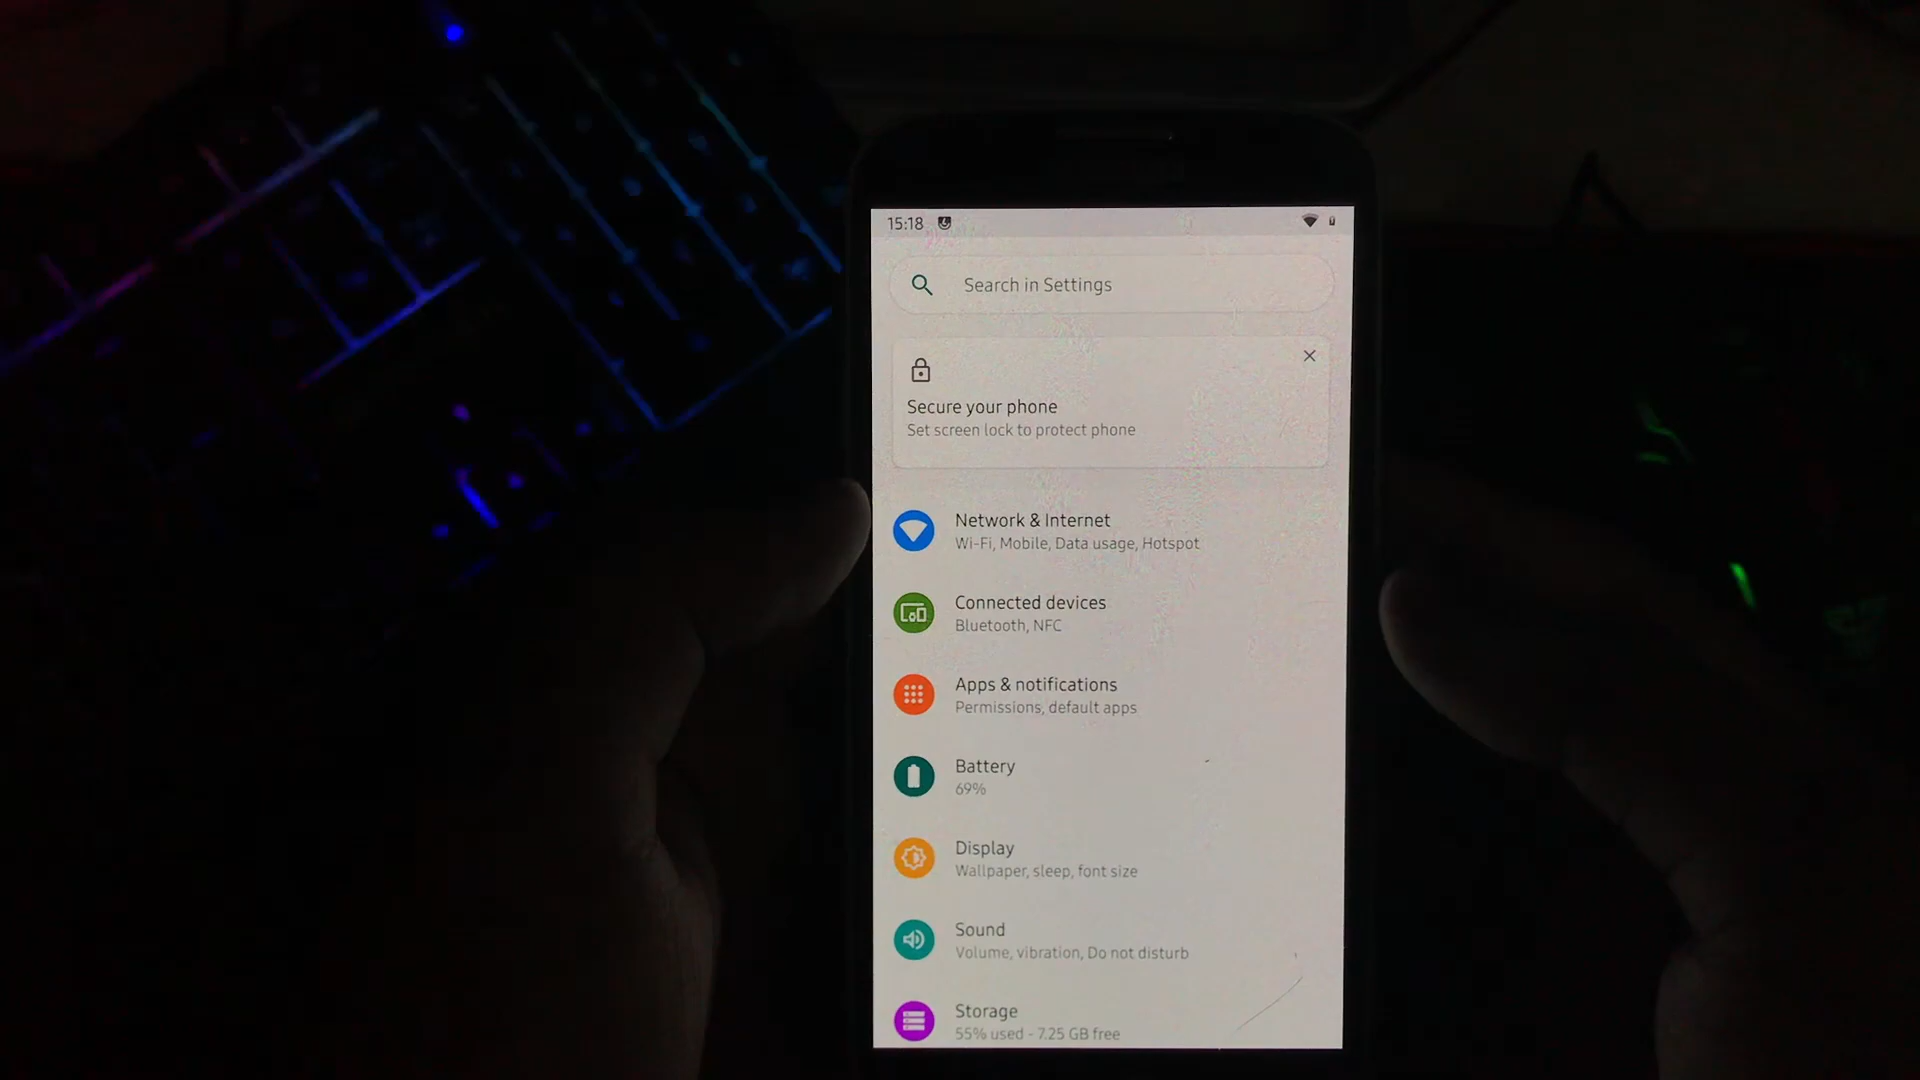 15:18
Search in Settings
Secure your phone
Set screen lock to protect phone
Network & Internet
Wi-Fi, Mobile, Data usage, Hotspot
Connected devices
Bluetooth, NFC
Apps & notifications
Permissions, default apps
Battery
69%
Display
Wallpaper, sleep, font size
Sound
Volume, vibration, Do not disturb
Storage
55% used - 7.25 GB free